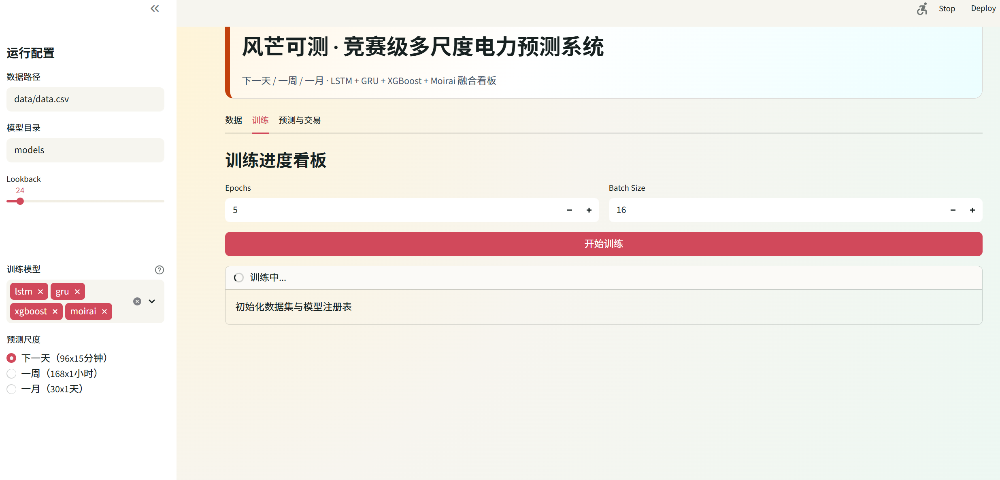 Stop
Deploy
运行配置
数据路径
data/data.csv
模型目录
models
Lookback
24
训练模型
lstm
gru
xgboost
moirai
预测尺度
下一天（96x15分钟）
一周（168x1小时）
一月（30x1天）
风芒可测 · 竞赛级多尺度电力预测系统
下一天 / 一周 / 一月 · LSTM + GRU + XGBoost + Moirai 融合看板
数据 训练 预测与交易
训练进度看板
Epochs
5
Batch Size
16
开始训练
训练中...
初始化数据集与模型注册表